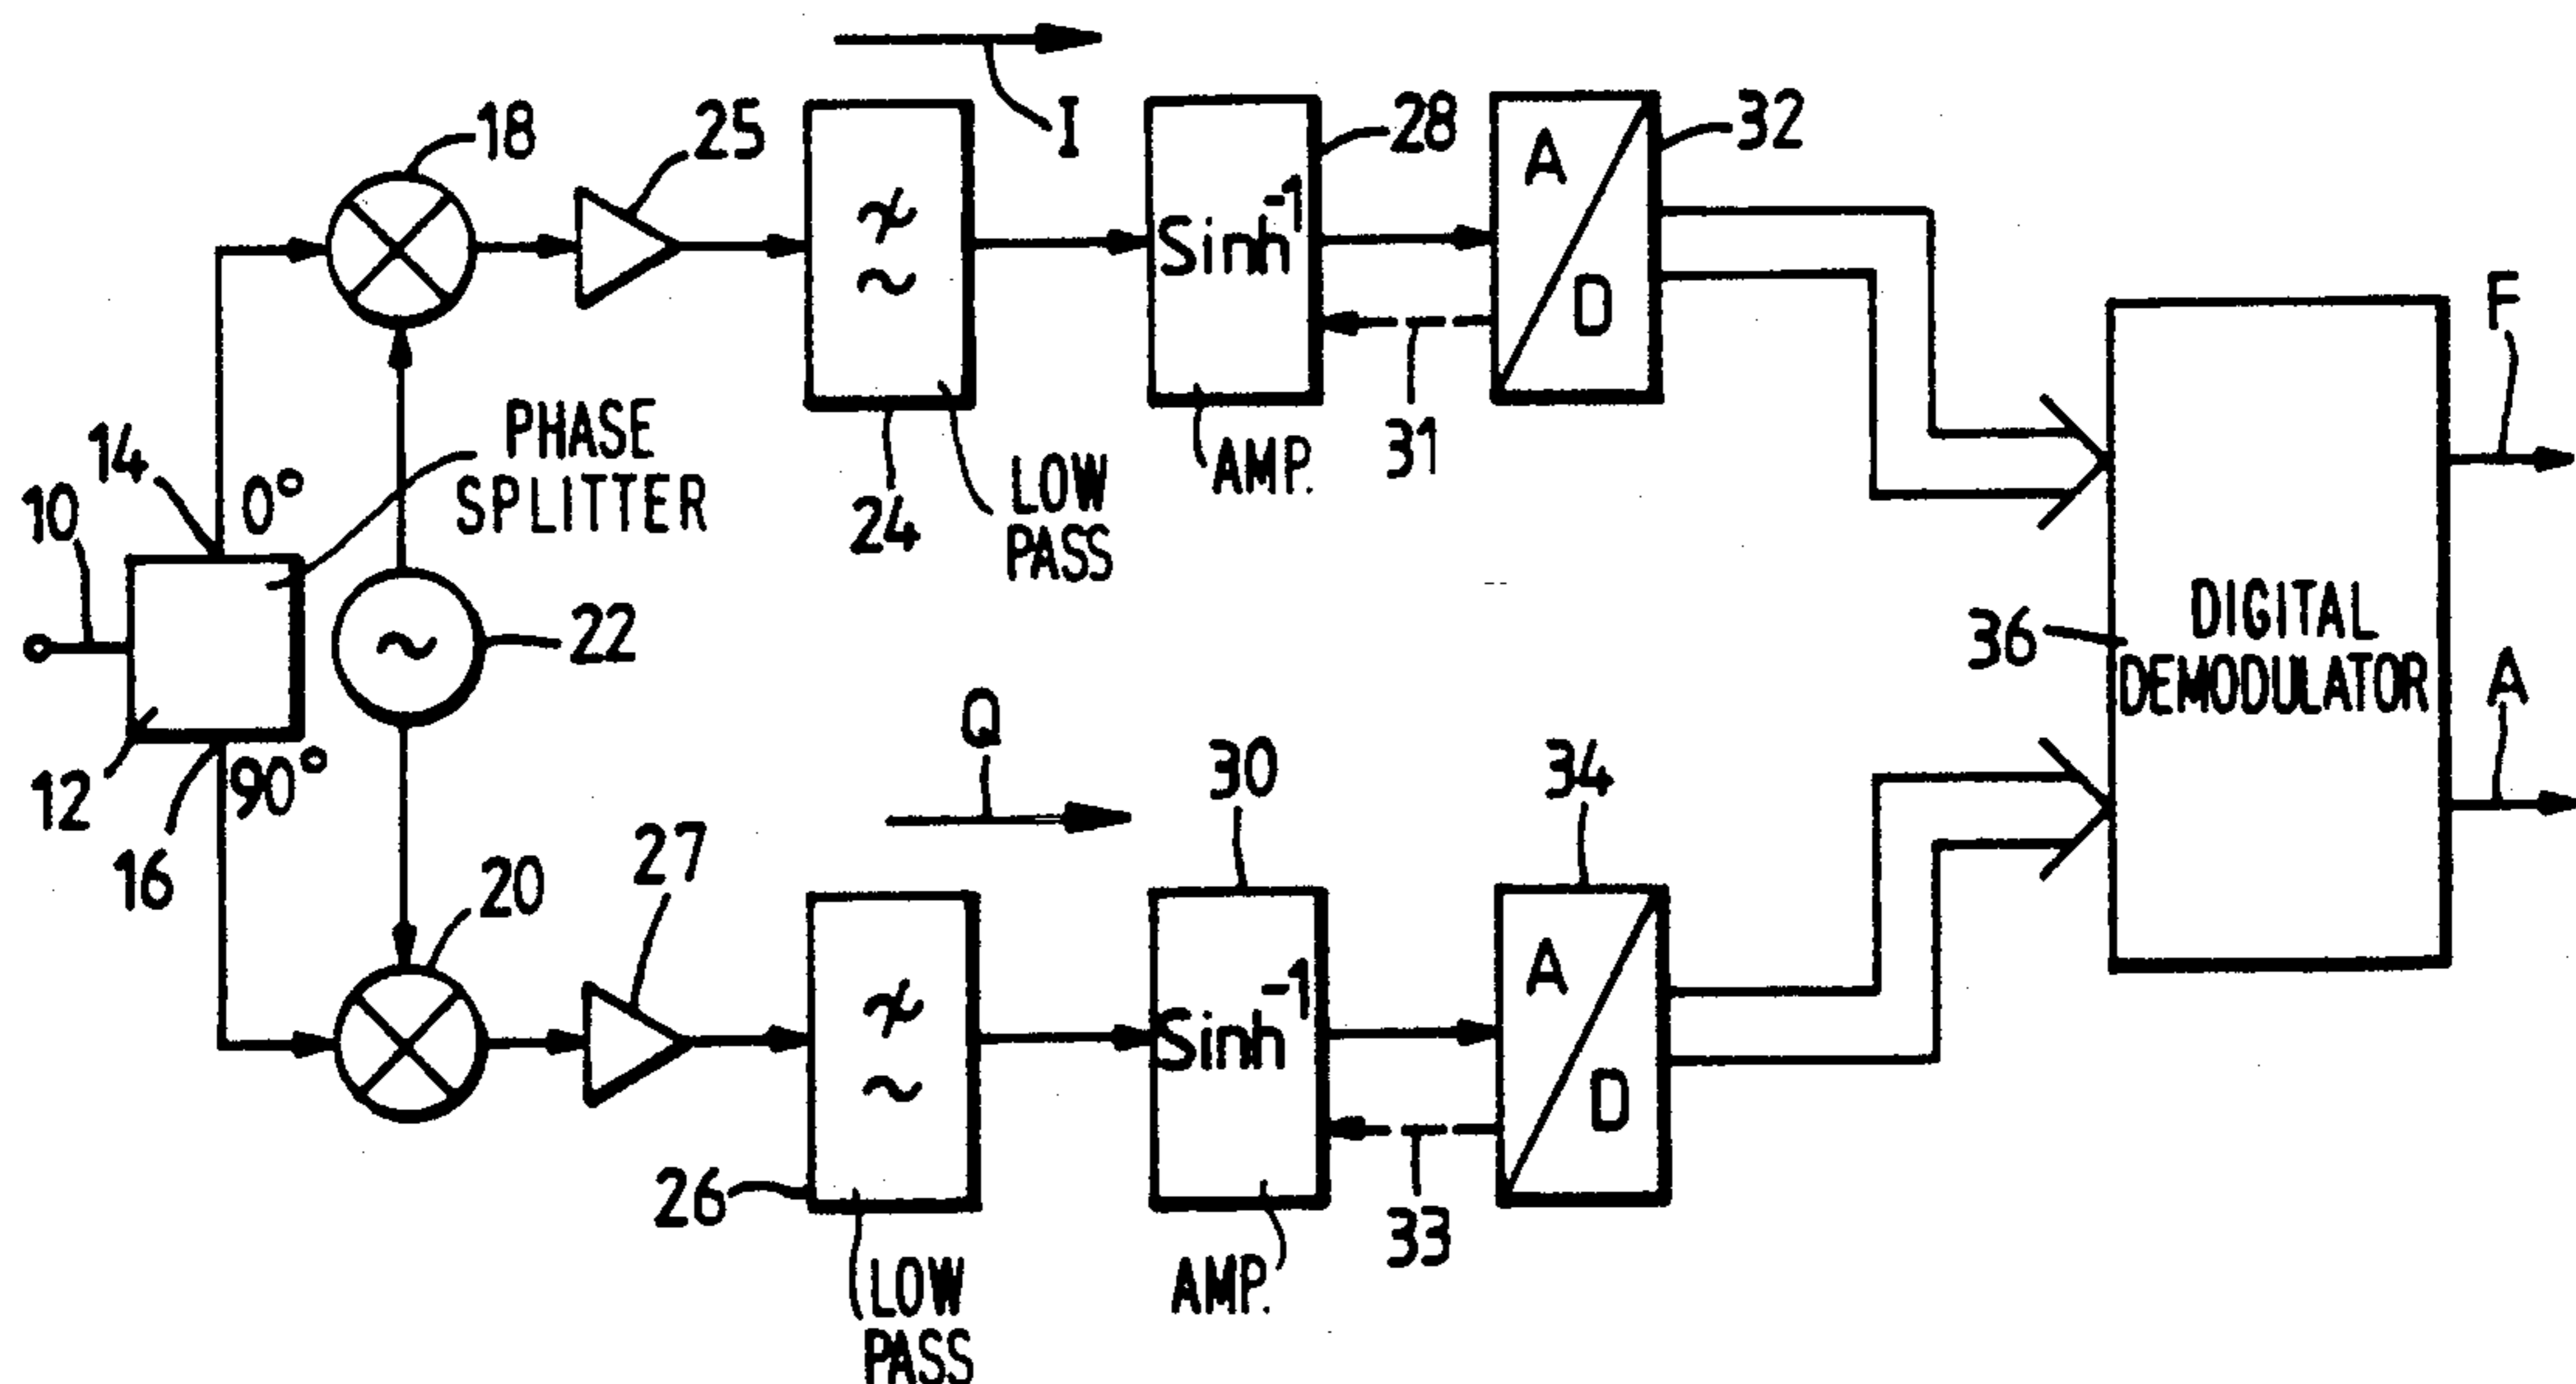 I
18
25
28
32
A
D
Sinh-1
F
PHASE
SPLITTER
14
0°
31
AMP.
LOW
PASS
10
24
22
36
DIGITAL
DEMODULATOR
A
Q
12
90°
30
34
16
27
20
A
D
Sinh-1
26
33
LOW
PASS
AMP.